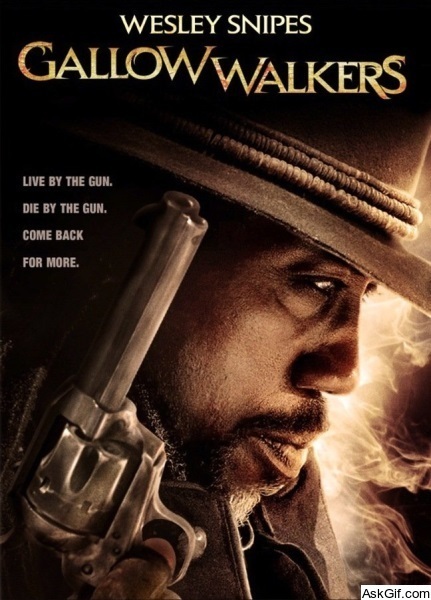 WESLEY SNIPES
GALLOWWALKERS
LIVE BY THE GUN.
DIE BY THE GUN.
COME BACK
FOR MORE.
AskGif.com